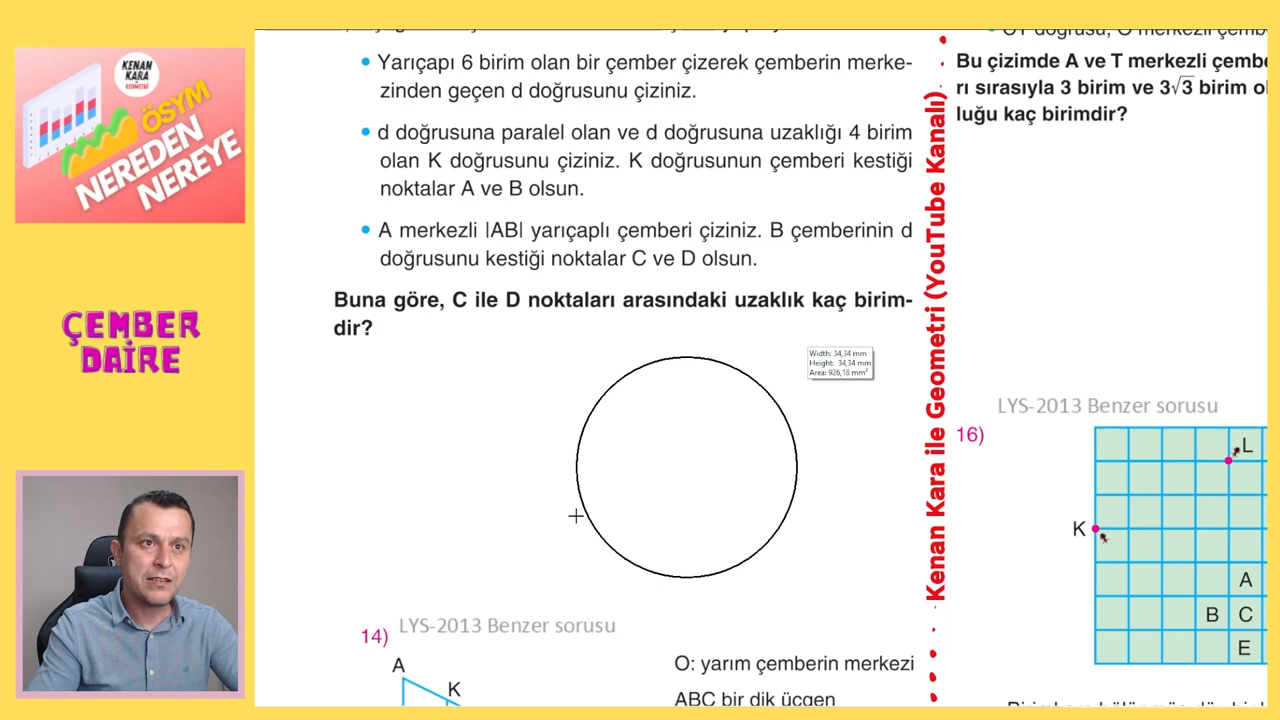 KENAN
KARA
GEOMETRİ
ÖSYM
NEREDEN
NEREYE
ÇEMBER
DAİRE
• Yarıçapı 6 birim olan bir çember çizerek çemberin merke-
zinden geçen d doğrusunu çiziniz.
• d doğrusuna paralel olan ve d doğrusuna uzaklığı 4 birim
olan K doğrusunu çiziniz. K doğrusunun çemberi kestiği
noktalar A ve B olsun.
• A merkezli |AB| yarıçaplı çemberi çiziniz. B çemberinin d
doğrusunu kestiği noktalar C ve D olsun.
Buna göre, C ile D noktaları arasındaki uzaklık kaç birim-
dir?
Width: 34,34 mm
Height: 34,34 mm
Area: 926,18 mm²
14)
LYS-2013 Benzer sorusu
A
K
O: yarım çemberin merkezi
ABC bir dik üçgen
Kenan Kara ile Geometri (YouTube Kanalı)
Bu çizimde A ve T merkezli çembe
rı sırasıyla 3 birim ve 3√3 birim ol
luğu kaç birimdir?
LYS-2013 Benzer sorusu
16)
L
K
A
B C
E